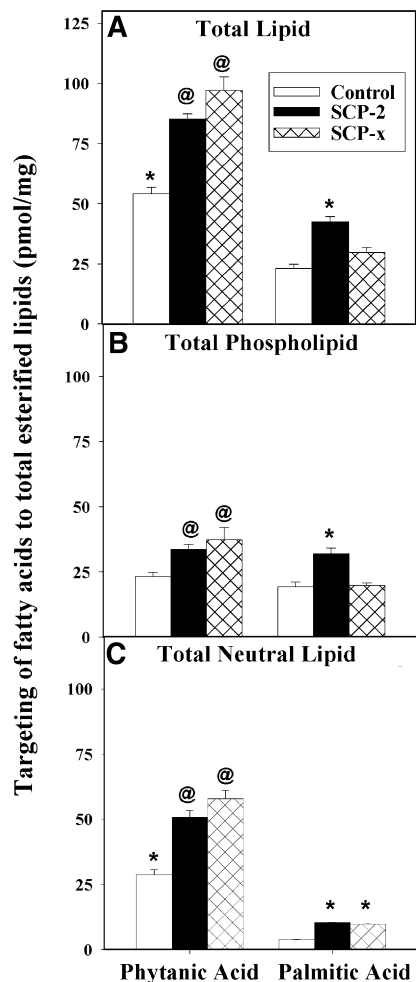 Targeting of fatty acids to total esterified lipids (pmol/mg)
A
Total Lipid
125
100
75
50
25
0
Control
SCP-2
SCP-x
*
@
@
*
B
Total Phospholipid
100
75
50
25
0
@
@
*
C
Total Neutral Lipid
100
75
50
25
0
*
@
@
*
*
Phytanic Acid
Palmitic Acid